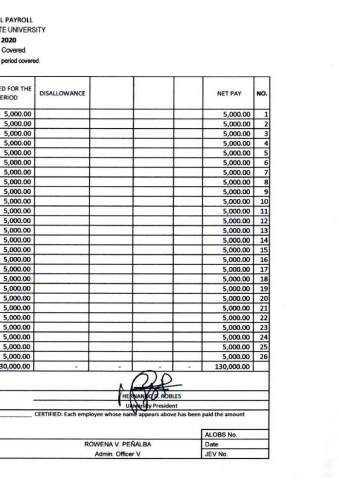 L PAYROLL
TE UNIVERSITY
2020
Covered
period covered.
ED FOR THE
ERIOD DISALLOWANCE NET PAY NO.
5,000.00 5,000.00 1
5,000.00 5,000.00 2
5,000.00 5,000.00 3
5,000.00 5,000.00 4
5,000.00 5,000.00 5
5,000.00 5,000.00 6
5,000.00 5,000.00 7
5,000.00 5,000.00 8
5,000.00 5,000.00 9
5,000.00 5,000.00 10
5,000.00 5,000.00 11
5,000.00 5,000.00 12
5,000.00 5,000.00 13
5,000.00 5,000.00 14
5,000.00 5,000.00 15
5,000.00 5,000.00 16
5,000.00 5,000.00 17
5,000.00 5,000.00 18
5,000.00 5,000.00 19
5,000.00 5,000.00 20
5,000.00 5,000.00 21
5,000.00 5,000.00 22
5,000.00 5,000.00 23
5,000.00 5,000.00 24
5,000.00 5,000.00 25
5,000.00 5,000.00 26
30,000.00 - - - - 130,000.00
ROBLES
University President
CERTIFIED: Each employee whose name appears above has been paid the amount
ALOBS No.
ROWENA V. PEÑALBA Date
Admin. Officer V JEV No.